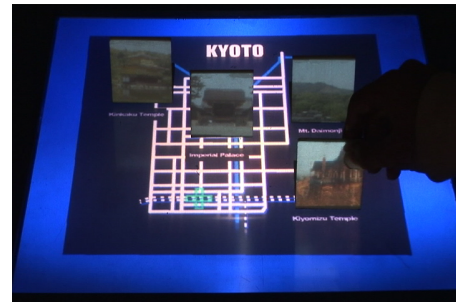 KYOTO
Kinkaku Temple
Mt. Daimonji
Imperial Palace
Kiyomizu Temple